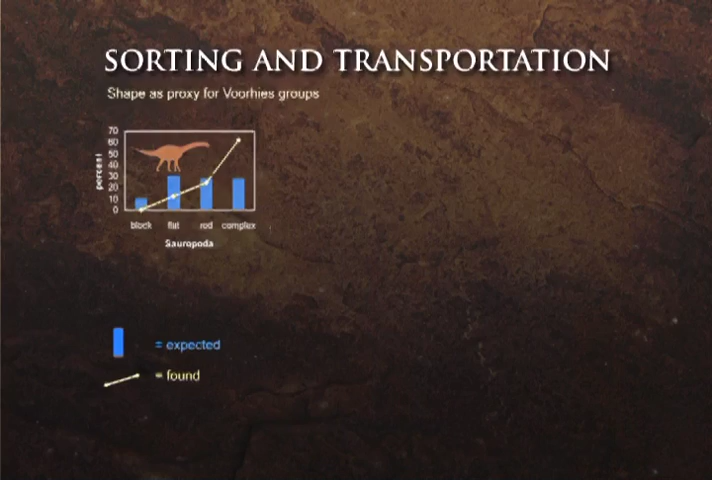 SORTING AND TRANSPORTATION
Shape as proxy for Voorhies groups
70
60
50
40
30
20
10
0
percent
block flat rod complex
Sauropoda
= expected
= found